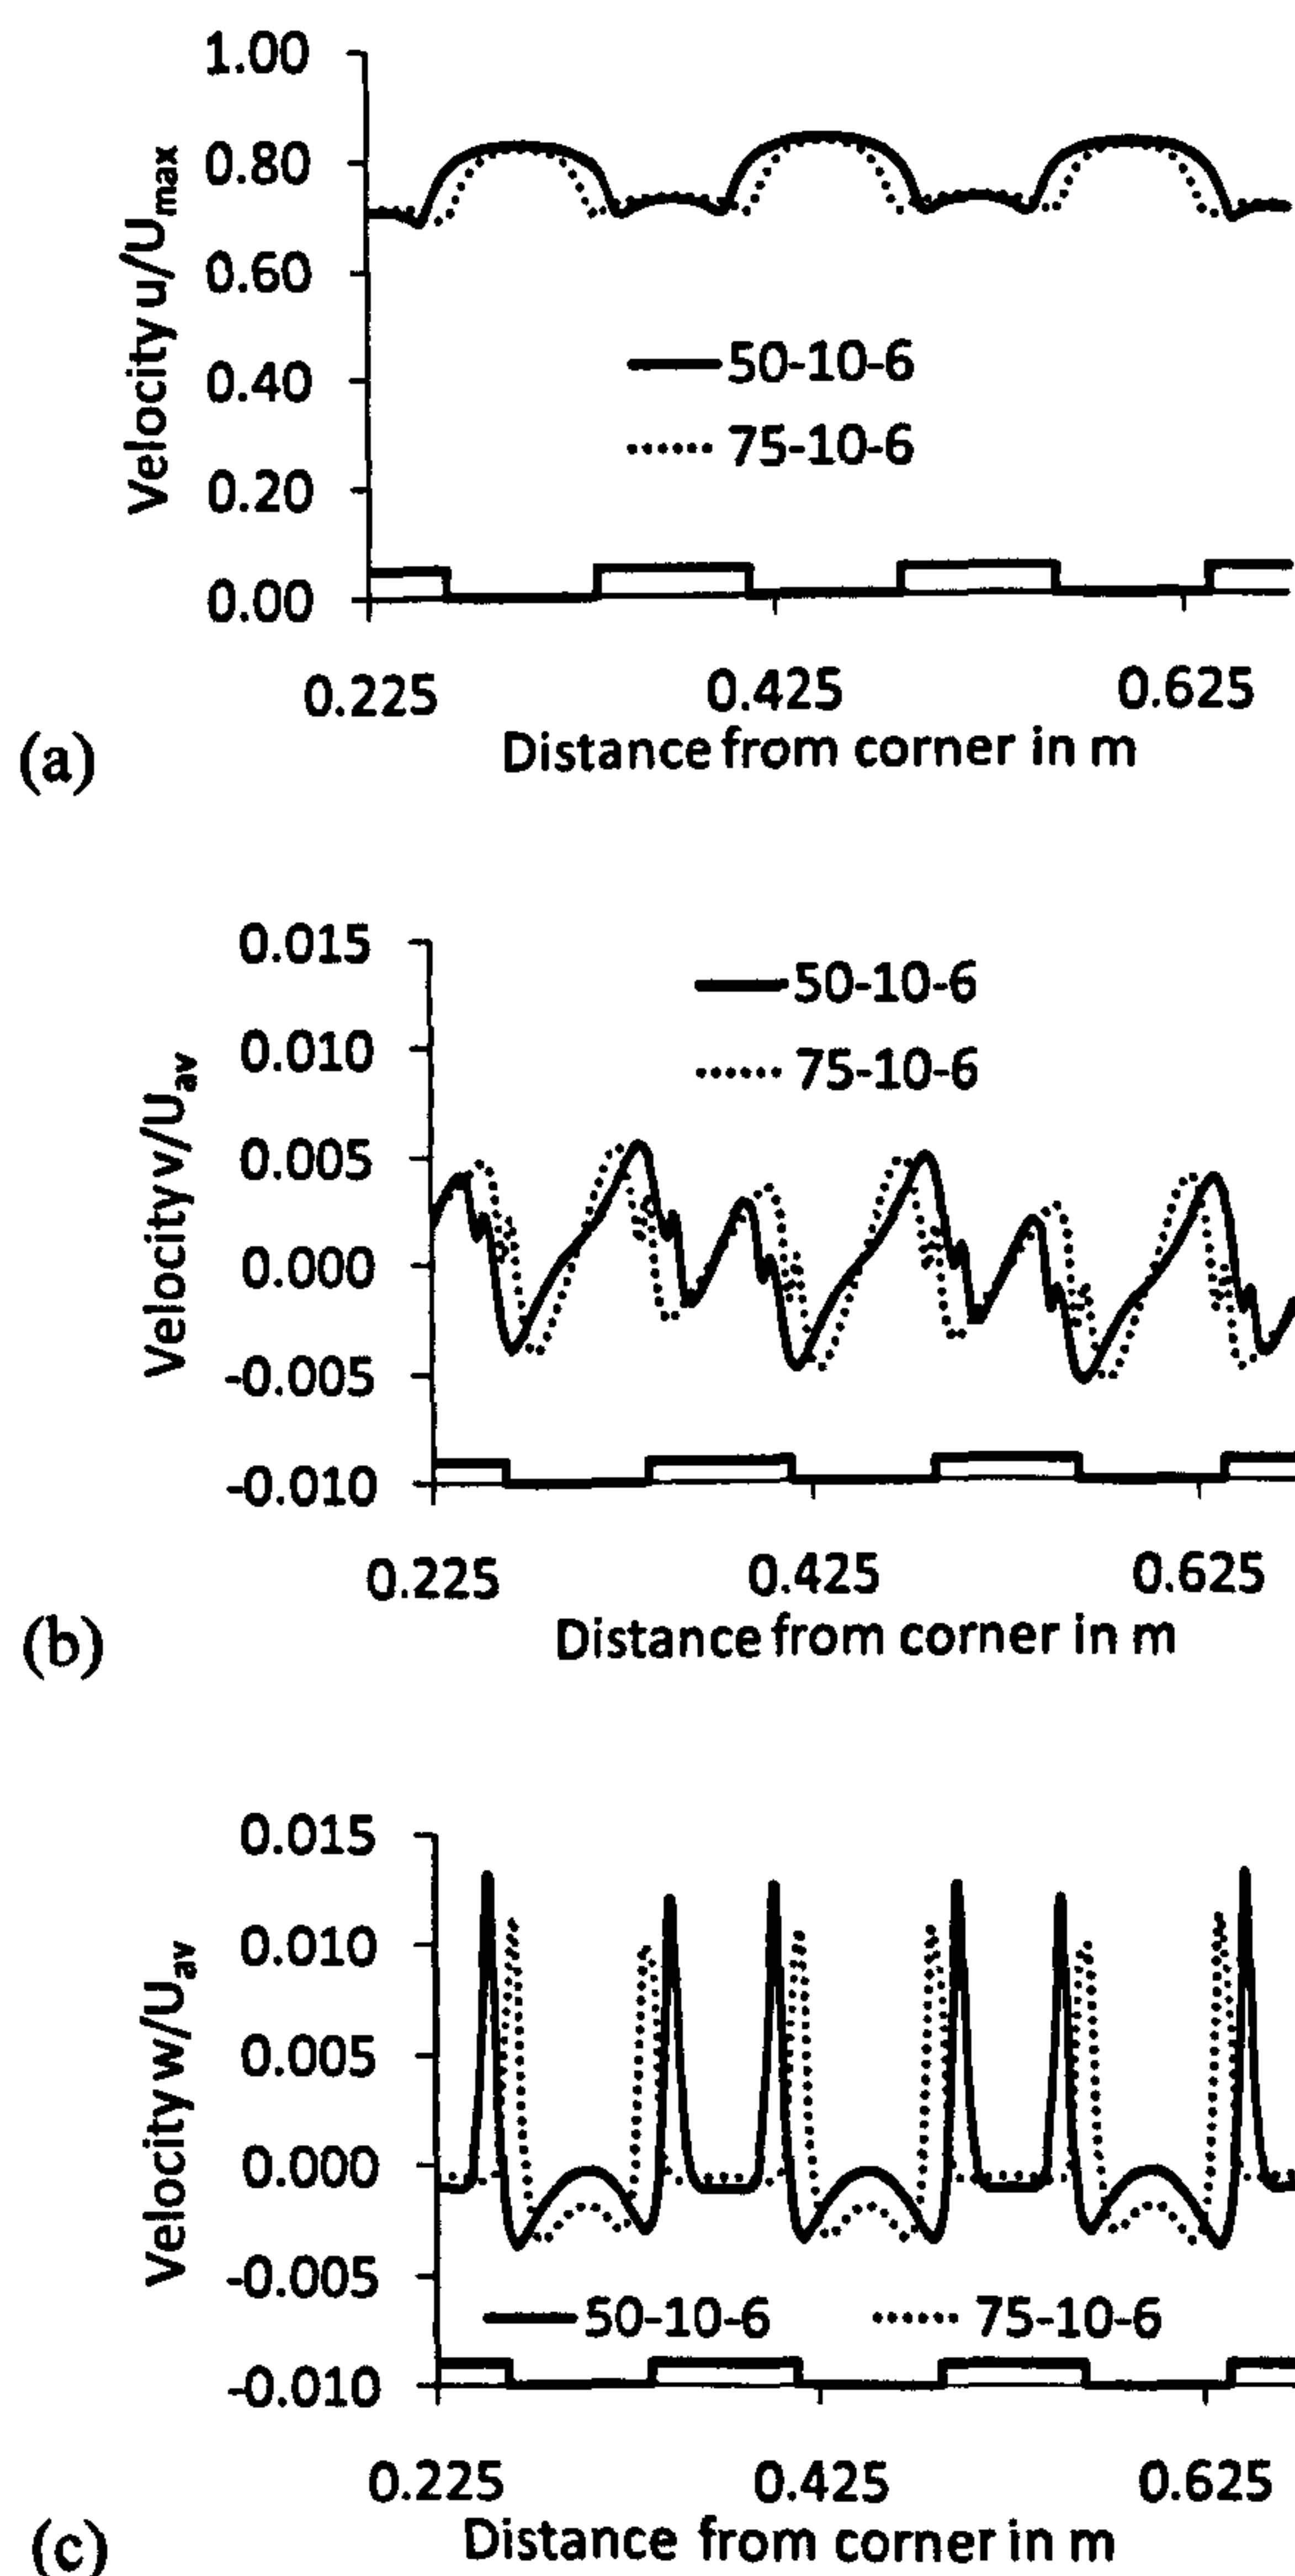 1.00
0.80
0.60
0.40
0.20
0.00
Velocity u/Umax
50-10-6
75-10-6
0.225 0.425 0.625
Distance from corner in m
(a)
0.015
0.010
0.005
0.000
-0.005
-0.010
Velocity v/Uav
50-10-6
75-10-6
0.225 0.425 0.625
Distance from corner in m
(b)
0.015
0.010
0.005
0.000
-0.005
-0.010
Velocity w/Uav
50-10-6 75-10-6
0.225 0.425 0.625
Distance from corner in m
(c)